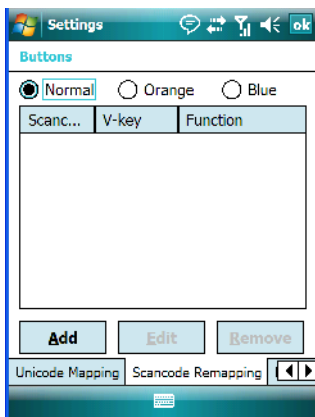 Settings ok
Buttons
Normal Orange Blue
Scanc... V-key Function
Add Edit Remove
Unicode Mapping Scancode Remapping